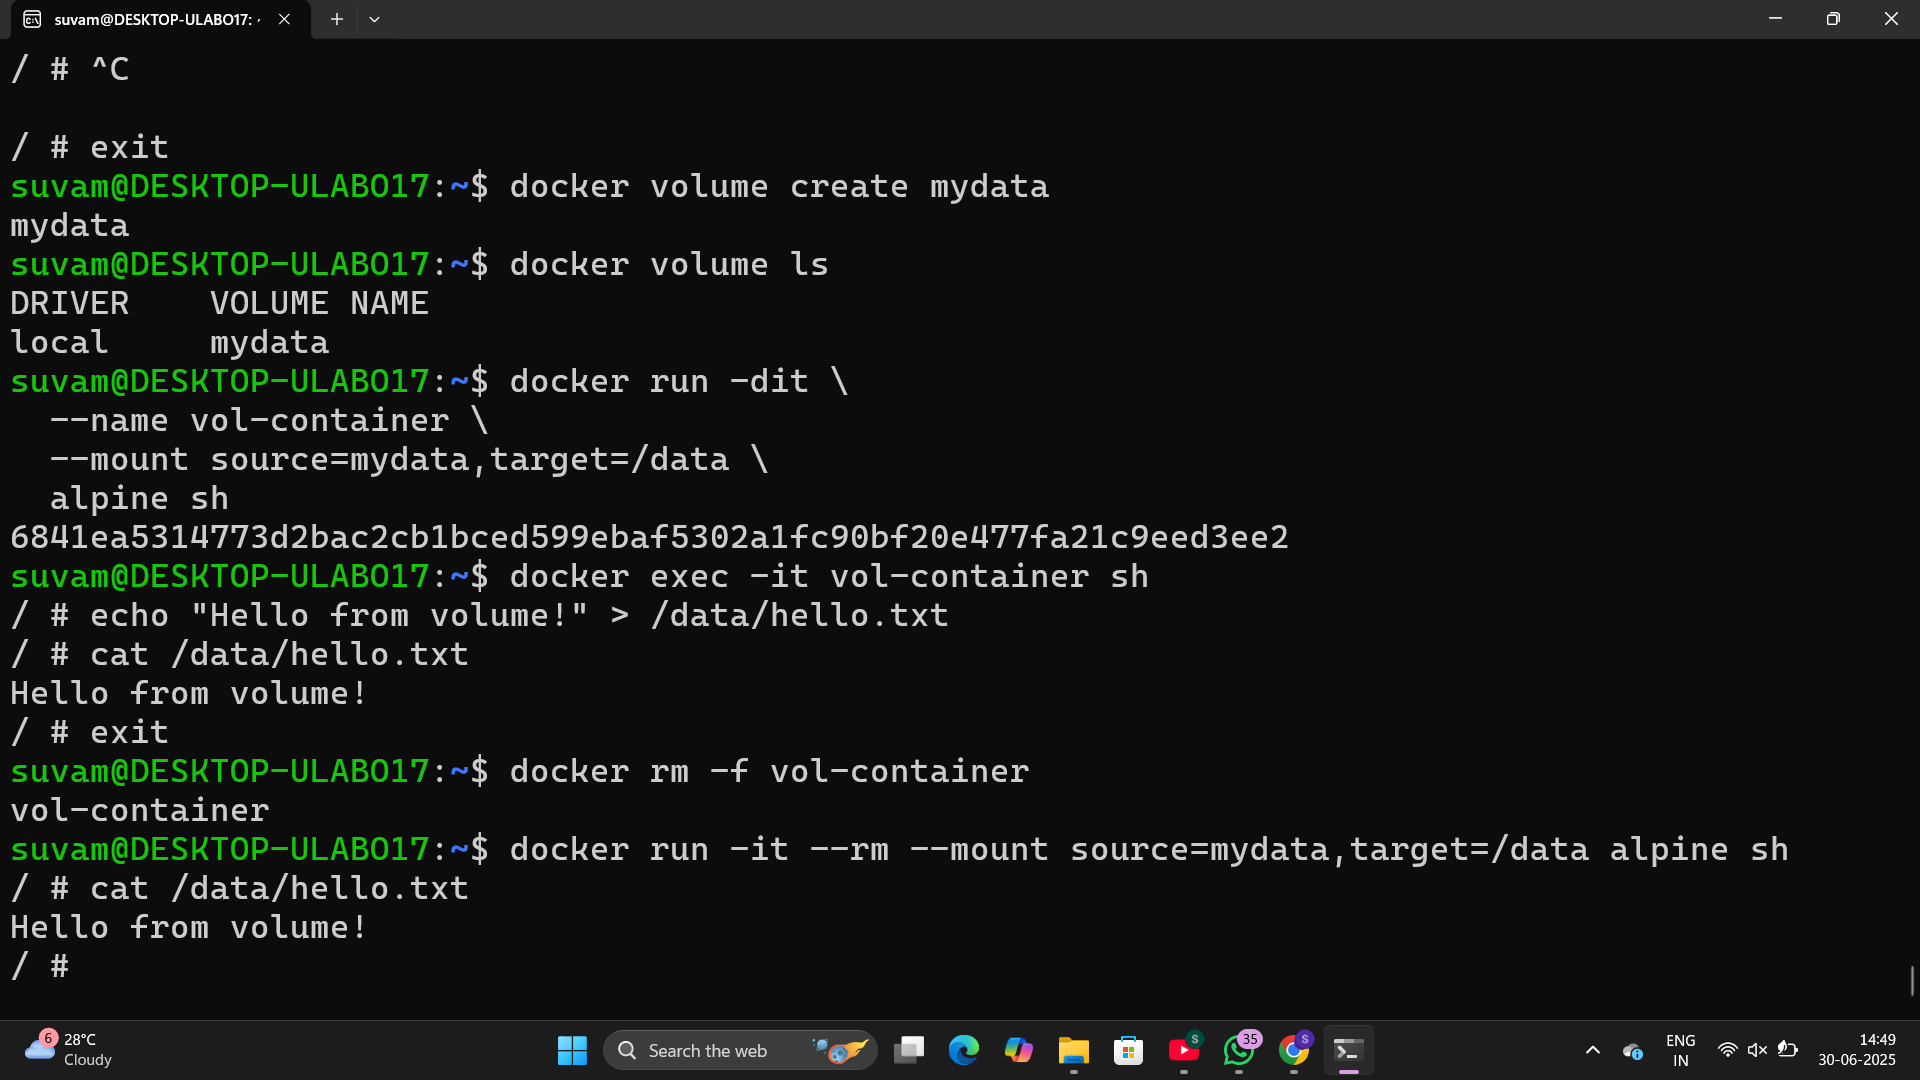 suvam@DESKTOP-ULABO17: ~
/ # ^C
/ # exit
suvam@DESKTOP-ULABO17:~$ docker volume create mydata
mydata
suvam@DESKTOP-ULABO17:~$ docker volume ls
DRIVER    VOLUME NAME
local     mydata
suvam@DESKTOP-ULABO17:~$ docker run -dit \
  --name vol-container \
  --mount source=mydata,target=/data \
  alpine sh
6841ea5314773d2bac2cb1bced599ebaf5302a1fc90bf20e477fa21c9eed3ee2
suvam@DESKTOP-ULABO17:~$ docker exec -it vol-container sh
/ # echo "Hello from volume!" > /data/hello.txt
/ # cat /data/hello.txt
Hello from volume!
/ # exit
suvam@DESKTOP-ULABO17:~$ docker rm -f vol-container
vol-container
suvam@DESKTOP-ULABO17:~$ docker run -it --rm --mount source=mydata,target=/data alpine sh
/ # cat /data/hello.txt
Hello from volume!
/ #
6
28°C
Cloudy
Search the web
S
35
S
ENG
IN
14:49
30-06-2025